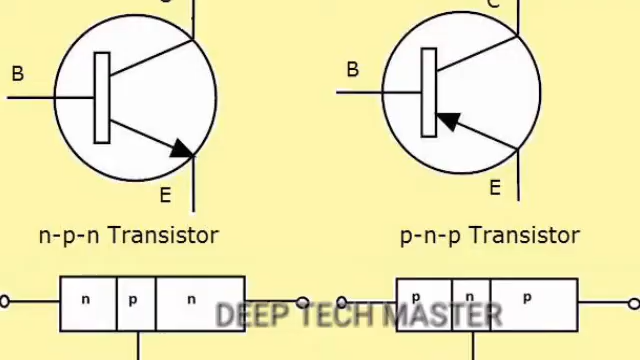 C
B
B
E
E
n-p-n Transistor
p-n-p Transistor
n p n
p n p
DEEP TECH MASTER